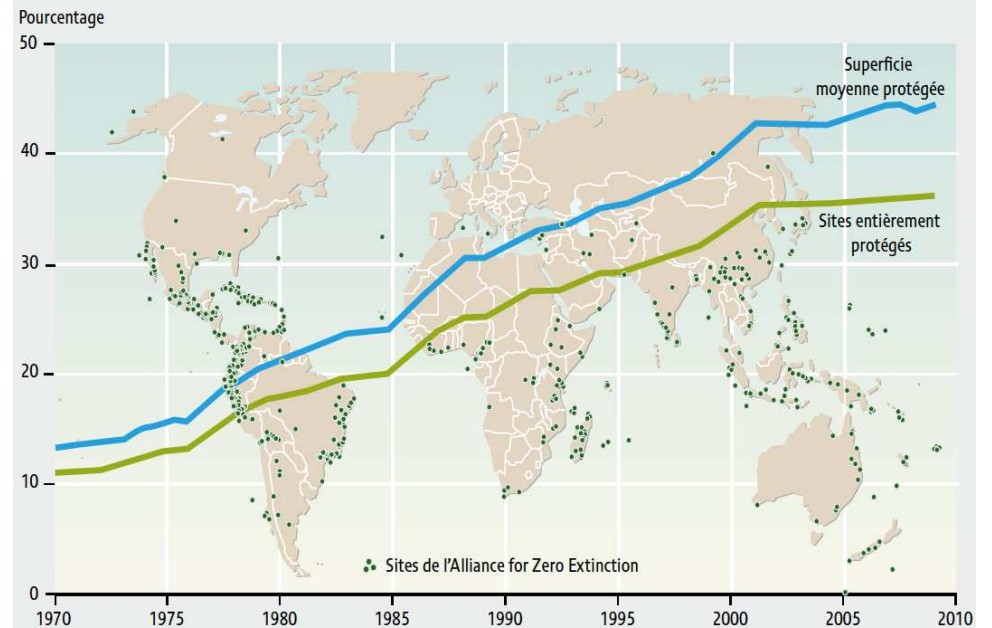 Pourcentage
50
Superficie
moyenne protégée
40
Sites entièrement
protégés
30
20
10
Sites de l'Alliance for Zero Extinction
0
1970 1975 1980 1985 1990 1995 2000 2005 2010